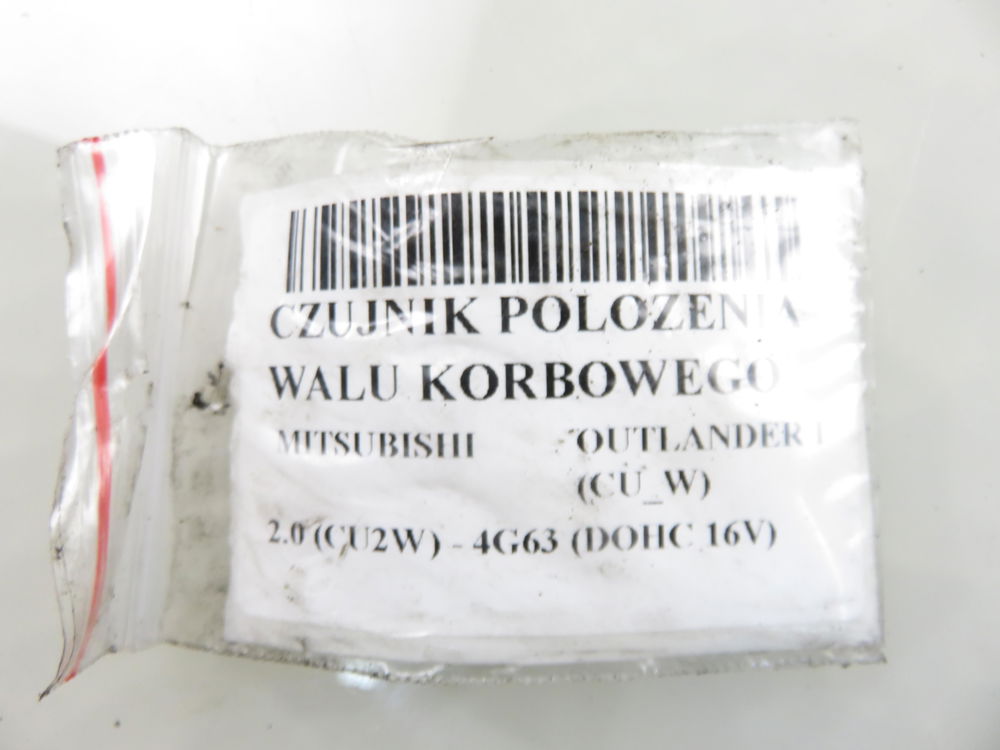 CZUJNIK POLOZENIA
WALU KORBOWEGO
MITSUBISHI OUTLANDER I
(CU_W)
2.0 (CU2W) - 4G63 (DOHC 16V)